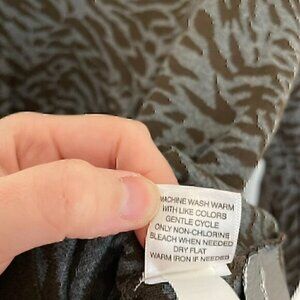 MACHINE WASH WARM
WITH LIKE COLORS
GENTLE CYCLE
ONLY NON-CHLORINE
BLEACH WHEN NEEDED
DRY FLAT
WARM IRON IF NEEDED